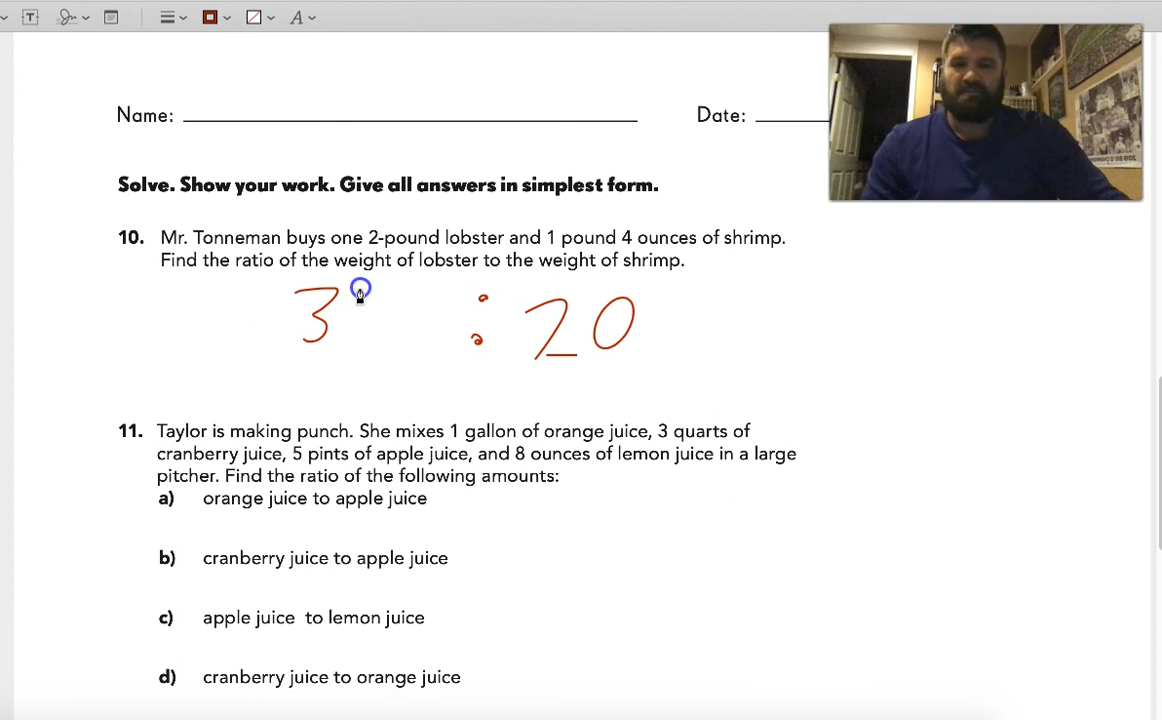 Name: Date:
Solve. Show your work. Give all answers in simplest form.
10. Mr. Tonneman buys one 2-pound lobster and 1 pound 4 ounces of shrimp.
Find the ratio of the weight of lobster to the weight of shrimp.
3 : 20
11. Taylor is making punch. She mixes 1 gallon of orange juice, 3 quarts of
cranberry juice, 5 pints of apple juice, and 8 ounces of lemon juice in a large
pitcher. Find the ratio of the following amounts:
a) orange juice to apple juice
b) cranberry juice to apple juice
c) apple juice to lemon juice
d) cranberry juice to orange juice